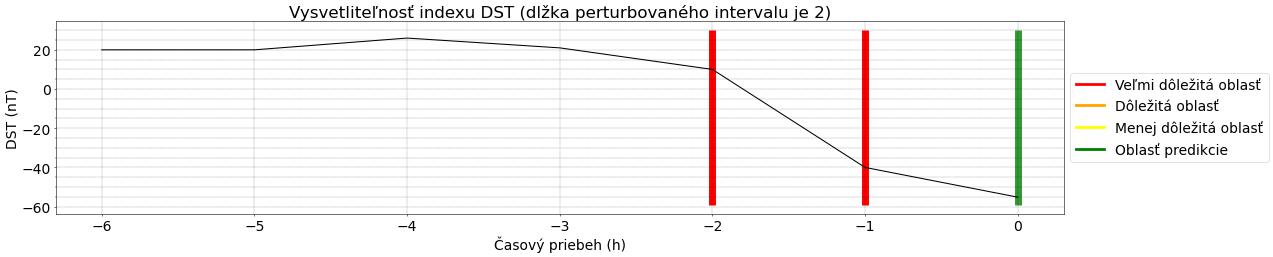 Vysvetliteľnosť indexu DST (dĺžka perturbovaného intervalu je 2)
DST (nT)
20
0
−20
−40
−60
−6 −5 −4 −3 −2 −1 0
Časový priebeh (h)
Veľmi dôležitá oblasť
Dôležitá oblasť
Menej dôležitá oblasť
Oblasť predikcie